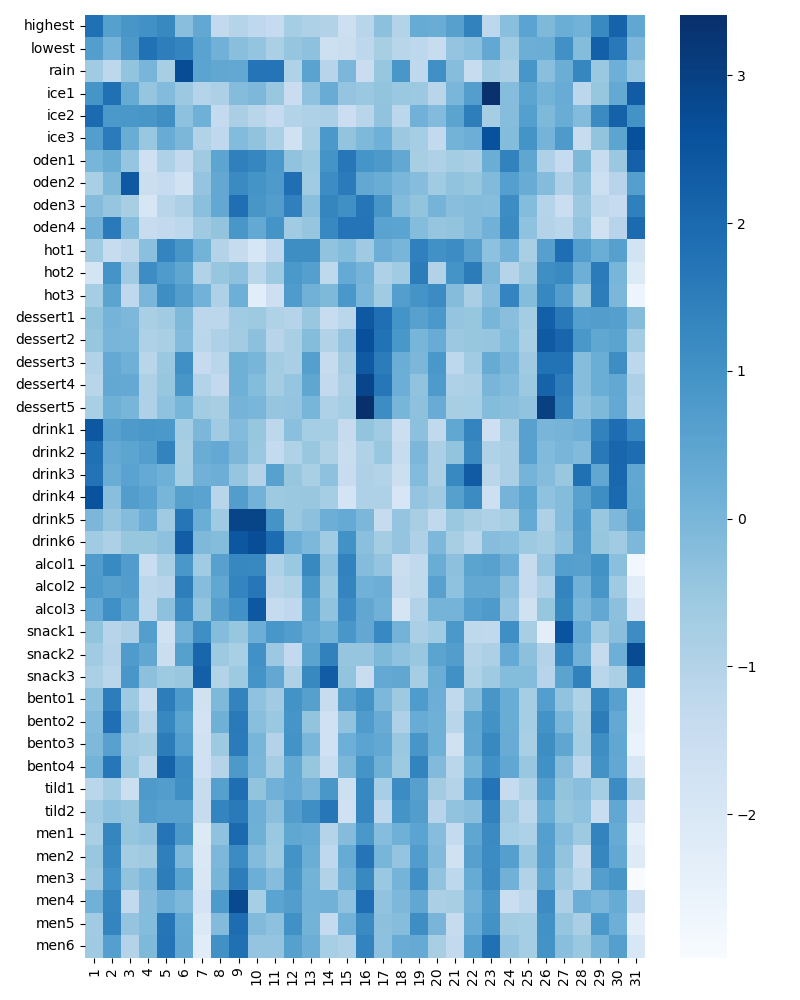 highest
lowest
rain
ice1
ice2
ice3
oden1
oden2
oden3
oden4
hot1
hot2
hot3
dessert1
dessert2
dessert3
dessert4
dessert5
drink1
drink2
drink3
drink4
drink5
drink6
alcol1
alcol2
alcol3
snack1
snack2
snack3
bento1
bento2
bento3
bento4
tild1
tild2
men1
men2
men3
men4
men5
men6
1 2 3 4 5 6 7 8 9 10 11 12 13 14 15 16 17 18 19 20 21 22 23 24 25 26 27 28 29 30 31
3
2
1
0
−1
−2